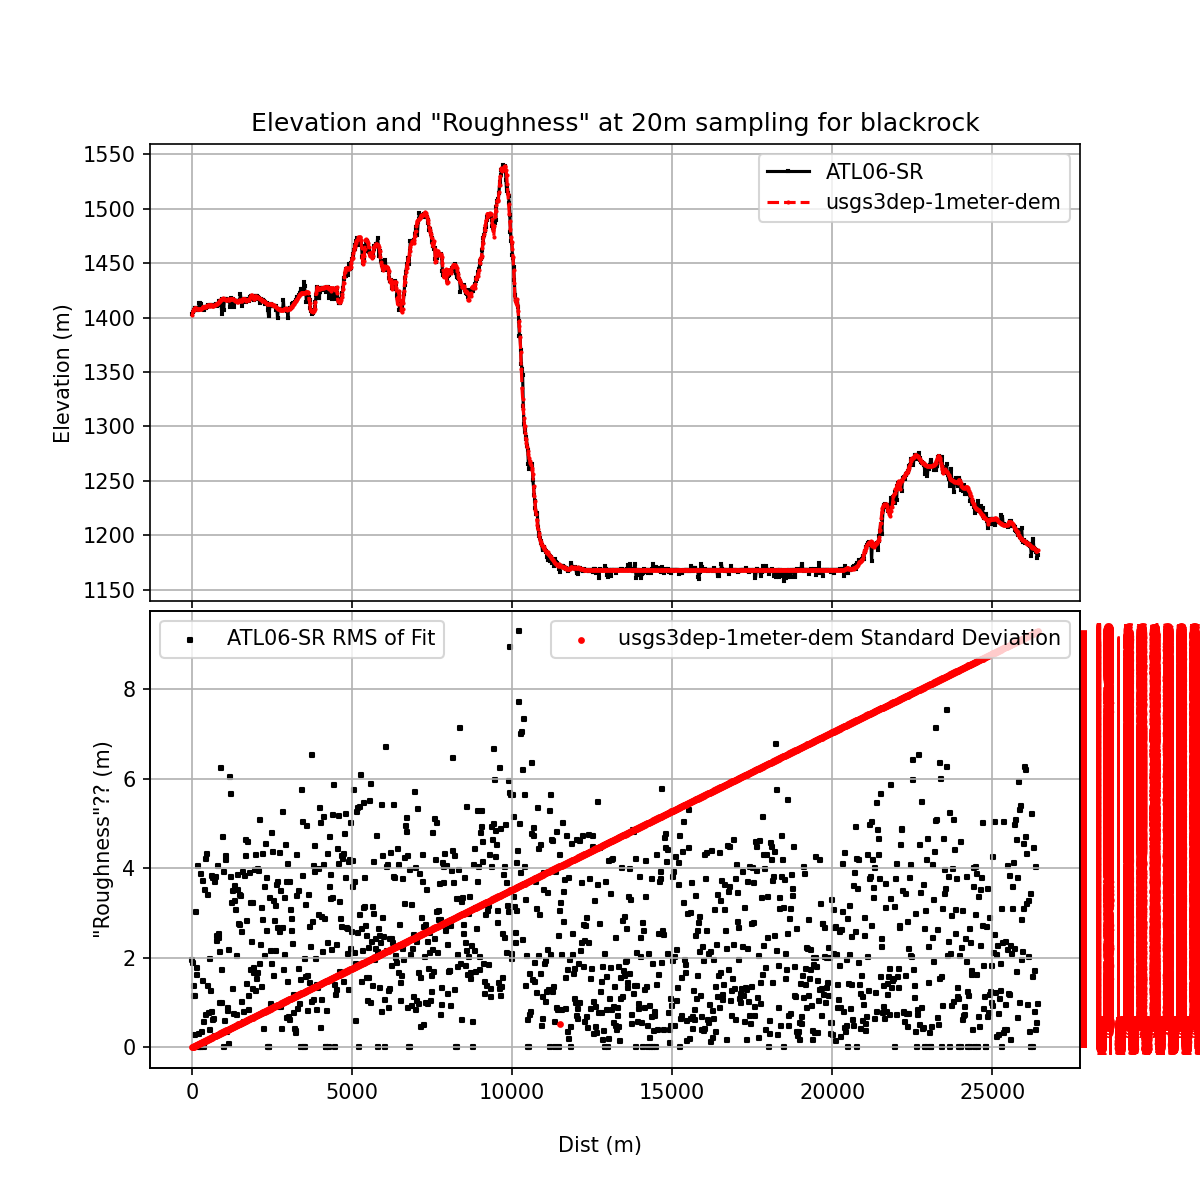 Elevation and "Roughness" at 20m sampling for blackrock
1550
1500
1450
1400
1350
1300
1250
1200
1150
Elevation (m)
ATL06-SR
usgs3dep-1meter-dem
ATL06-SR RMS of Fit
usgs3dep-1meter-dem Standard Deviation
8
6
4
2
0
"Roughness"?? (m)
0 5000 10000 15000 20000 25000
Dist (m)